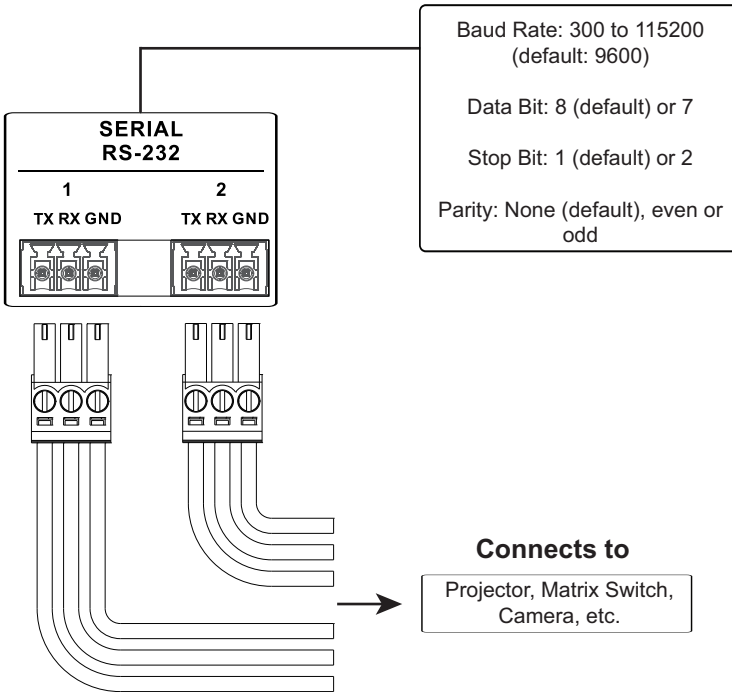 Baud Rate: 300 to 115200
(default: 9600)
Data Bit: 8 (default) or 7
Stop Bit: 1 (default) or 2
Parity: None (default), even or
odd
SERIAL
RS-232
1 2
TX RX GND TX RX GND
Connects to
Projector, Matrix Switch,
Camera, etc.